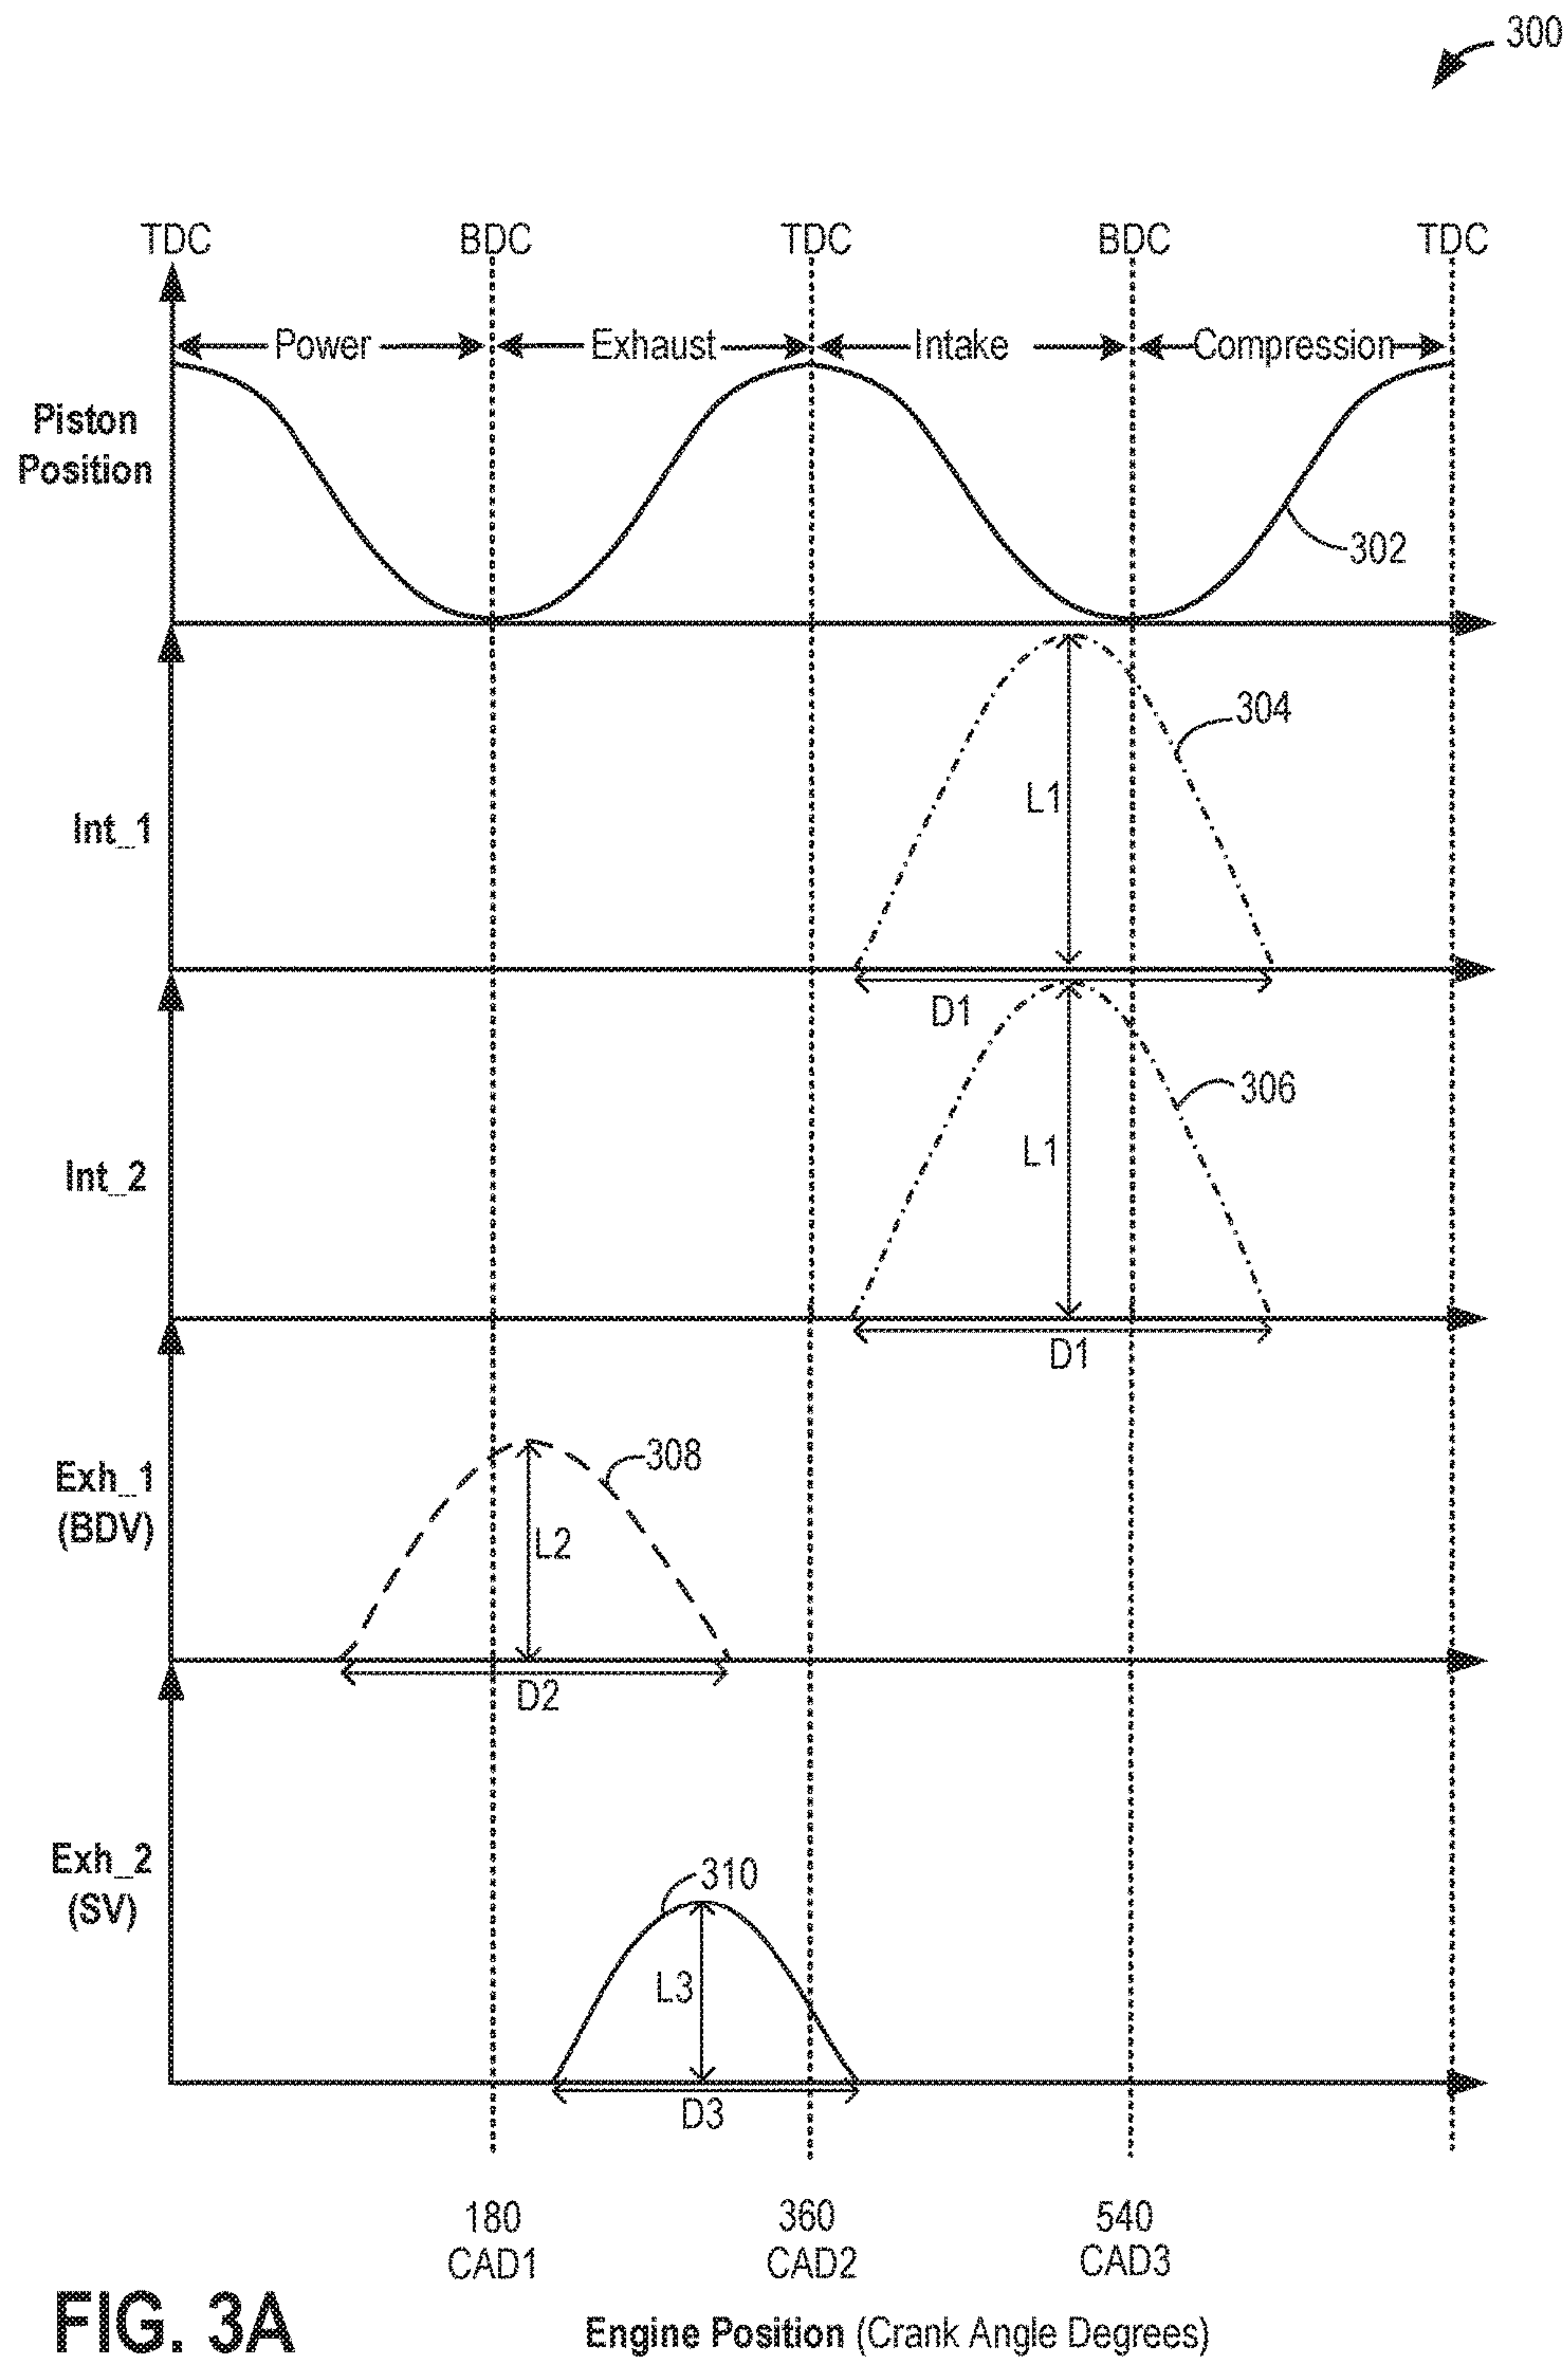 300
TDC BDC TDC BDC TDC
Power Exhaust Intake Compression
Piston
Position
302
304
L1
Int_1
D1
306
L1
Int_2
D1
308
Exh_1
(BDV)
L2
D2
310
Exh_2
(SV)
L3
D3
180 360 540
CAD1 CAD2 CAD3
FIG. 3A
Engine Position (Crank Angle Degrees)